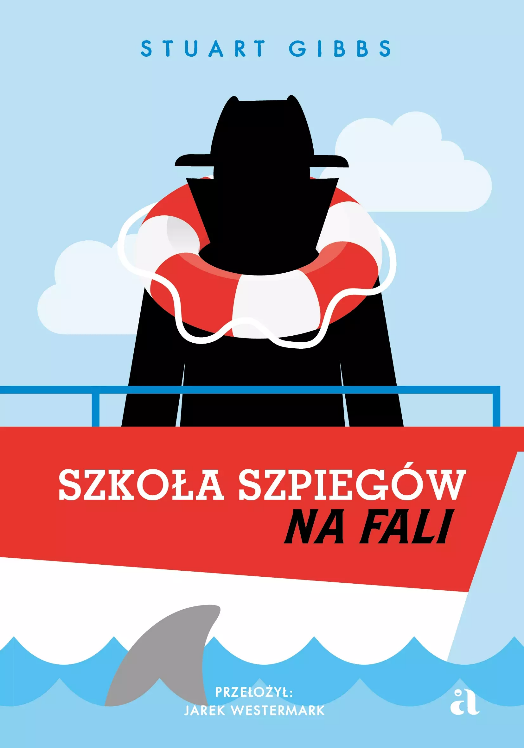 STUART GIBBS
SZKOŁA SZPIEGÓW
NA FALI
PRZEŁOŻYŁ:
JAREK WESTERMARK